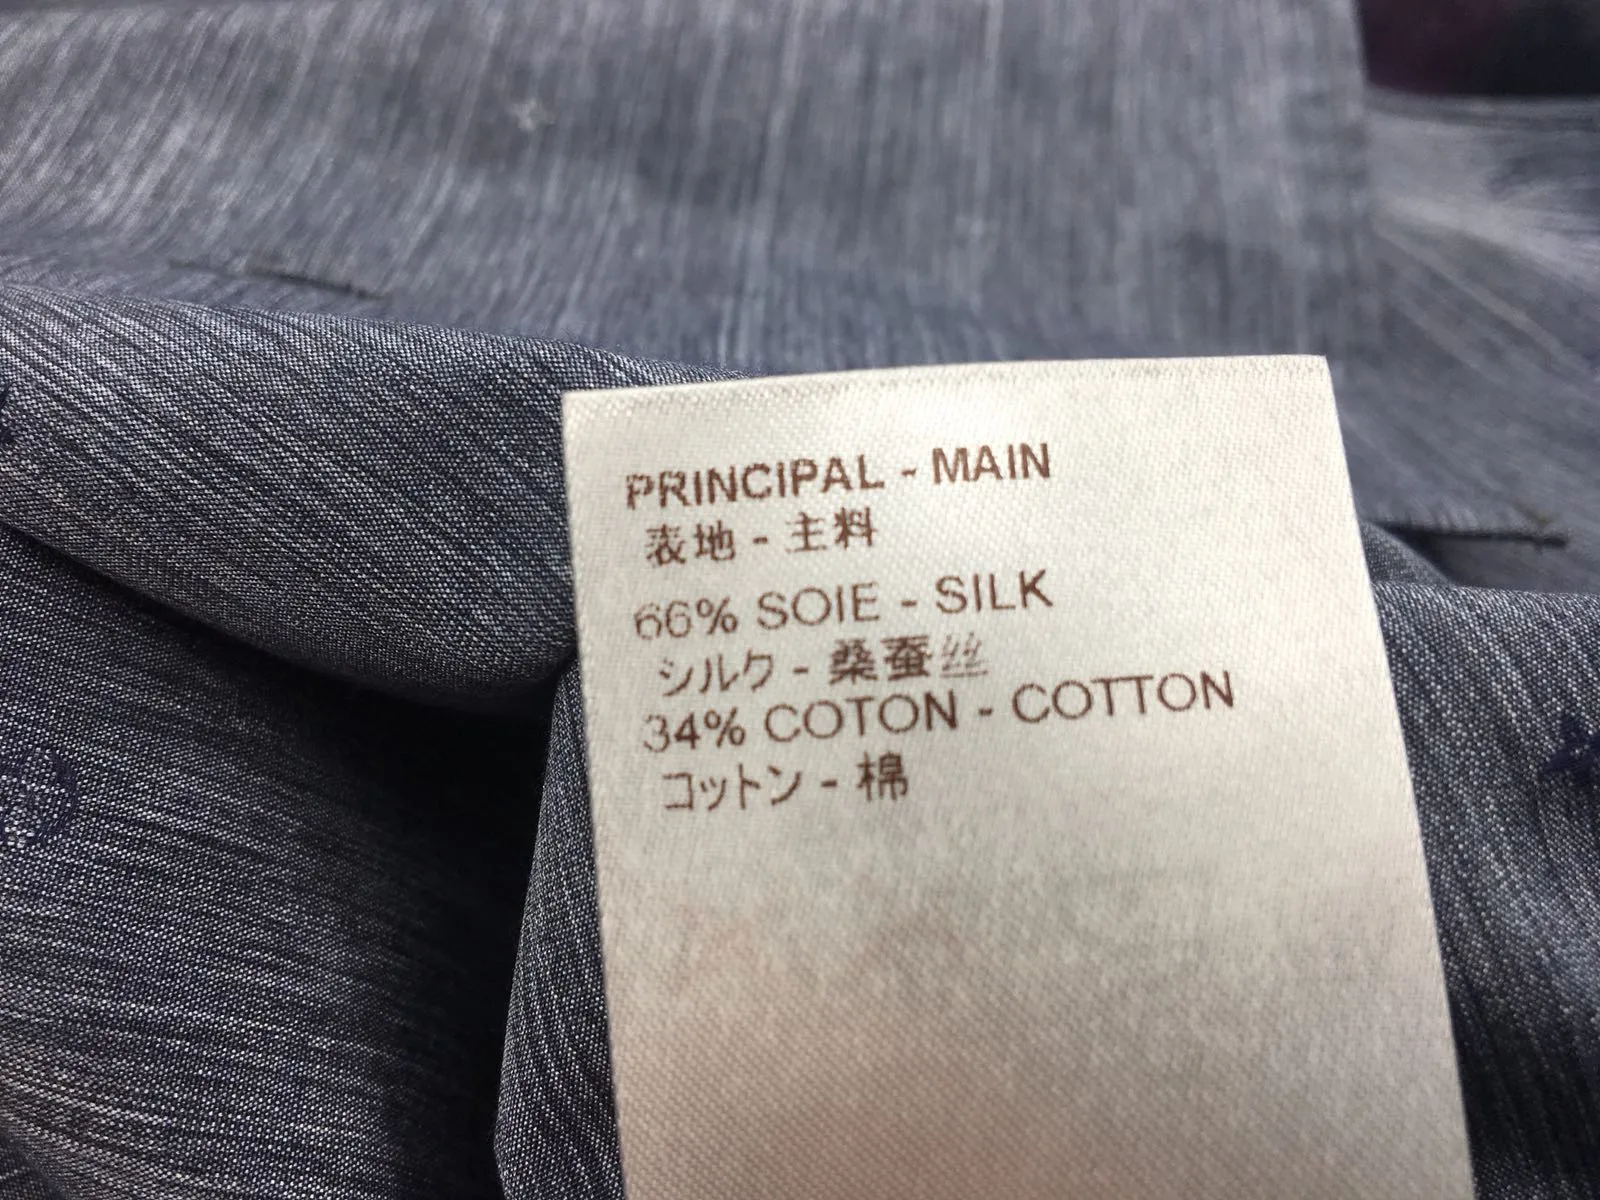 PRINCIPAL - MAIN
表地 - 主料
66% SOIE - SILK
シルク - 桑蚕丝
34% COTON - COTTON
コットン - 棉